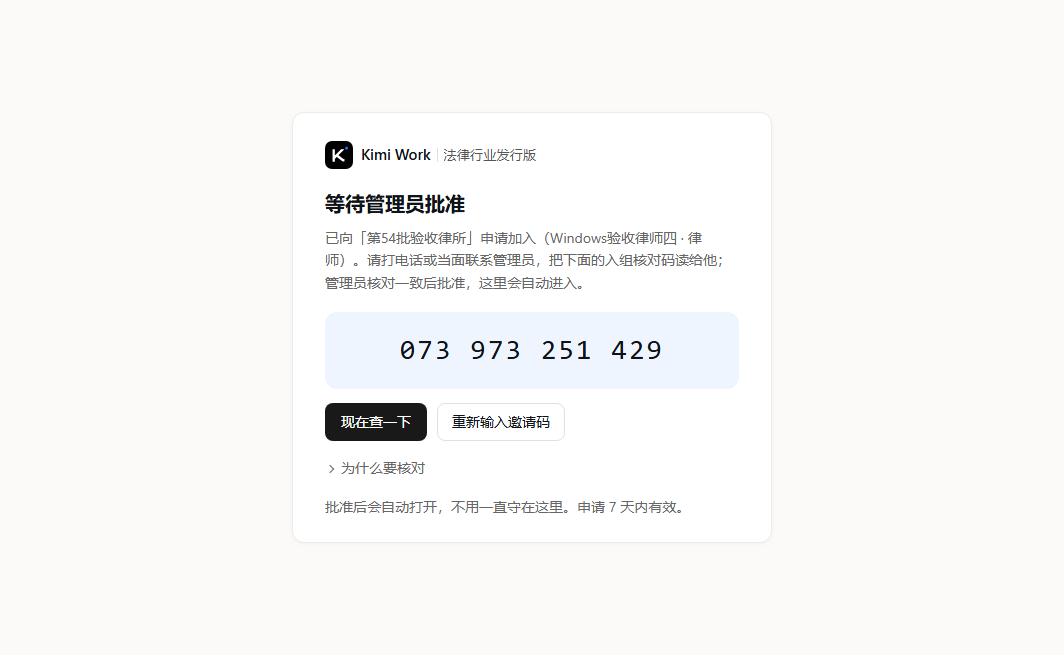 Kimi Work 法律行业发行版
等待管理员批准
已向「第54批验收律所」申请加入（Windows验收律师四 · 律
师）。请打电话或当面联系管理员，把下面的入组核对码读给他；
管理员核对一致后批准，这里会自动进入。
073 973 251 429
现在查一下 重新输入邀请码
为什么要核对
批准后会自动打开，不用一直守在这里。申请 7 天内有效。